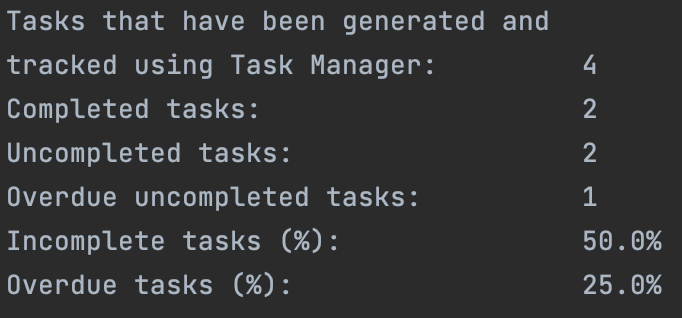 Tasks that have been generated and
tracked using Task Manager: 4
Completed tasks: 2
Uncompleted tasks: 2
Overdue uncompleted tasks: 1
Incomplete tasks (%): 50.0%
Overdue tasks (%): 25.0%